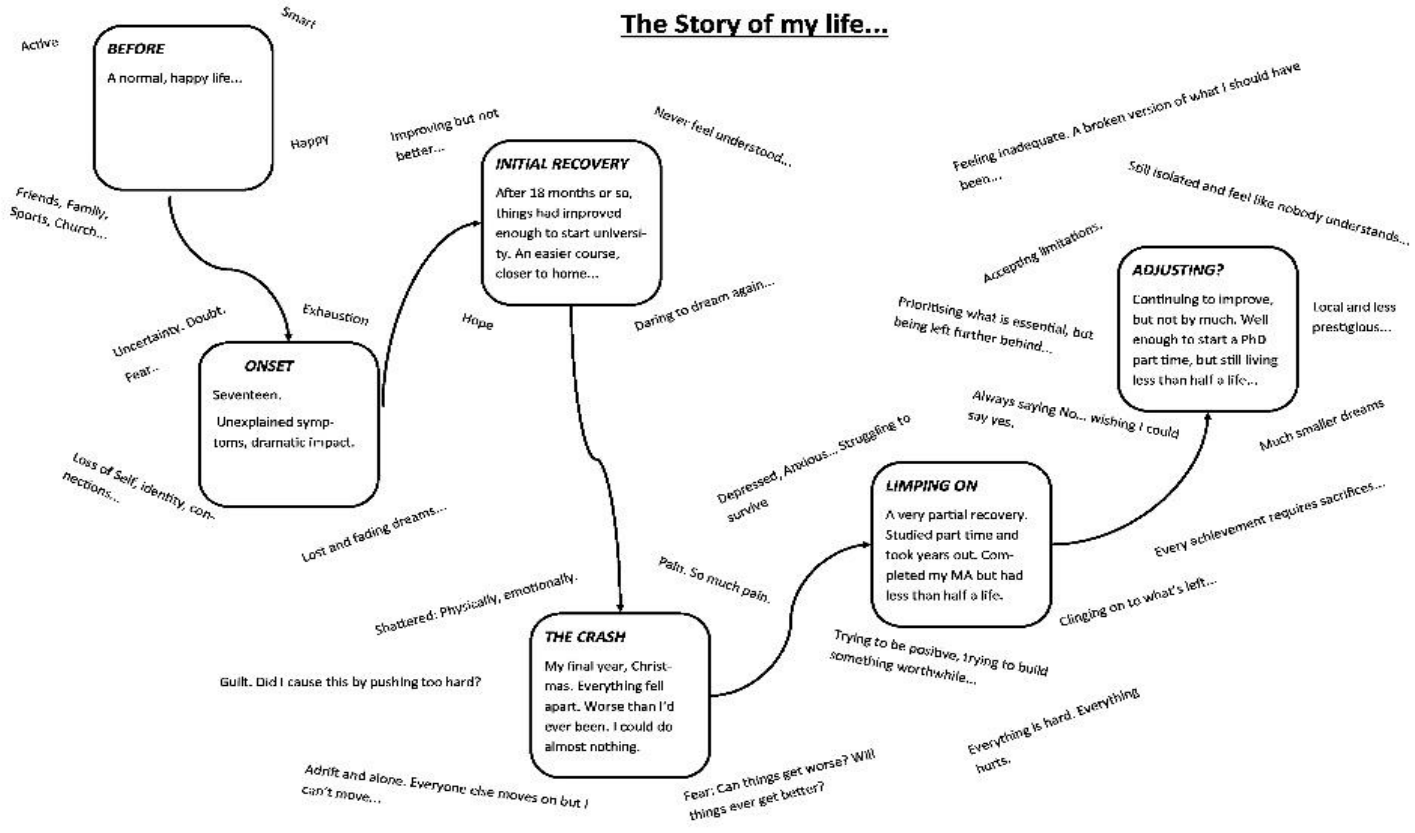 The Story of my life...
Smart
Active
BEFORE
A normal, happy life...
Happy
Friends, Family,
Sports, Church...
Uncertainty. Doubt.
Fear..
Exhaustion
ONSET
Seventeen.
Unexplained symp-
toms, dramatic impact.
Loss of Self, identity, con-
nections...
Lost and fading dreams...
Improving but not
better...
Never feel understood...
INITIAL RECOVERY
After 18 months or so,
things had improved
enough to start universi-
ty. An easier course,
closer to home...
Hope
Daring to dream again...
Shattered: Physically, emotionally.
Pain. So much pain.
THE CRASH
My final year, Christ-
mas. Everything fell
apart. Worse than I'd
ever been. I could do
almost nothing.
Guilt. Did I cause this by pushing too hard?
Adrift and alone. Everyone else moves on but I
can't move...
Fear: Can things get worse? Will
things ever get better?
Depressed, Anxious... Struggling to
survive
LIMPING ON
A very partial recovery.
Studied part time and
took years out. Com-
pleted my MA but had
less than half a life.
Trying to be positive, trying to build
something worthwhile...
Clinging on to what's left...
Everything is hard. Everything
hurts.
Feeling inadequate. A broken version of what I should have
been...
Still isolated and feel like nobody understands...
Accepting limitations.
Prioritising what is essential, but
being left further behind...
ADJUSTING?
Continuing to improve,
but not by much. Well
enough to start a PhD
part time, but still living
less than half a life...
Local and less
prestigious...
Always saying No... wishing I could
say yes.
Much smaller dreams
Every achievement requires sacrifices...